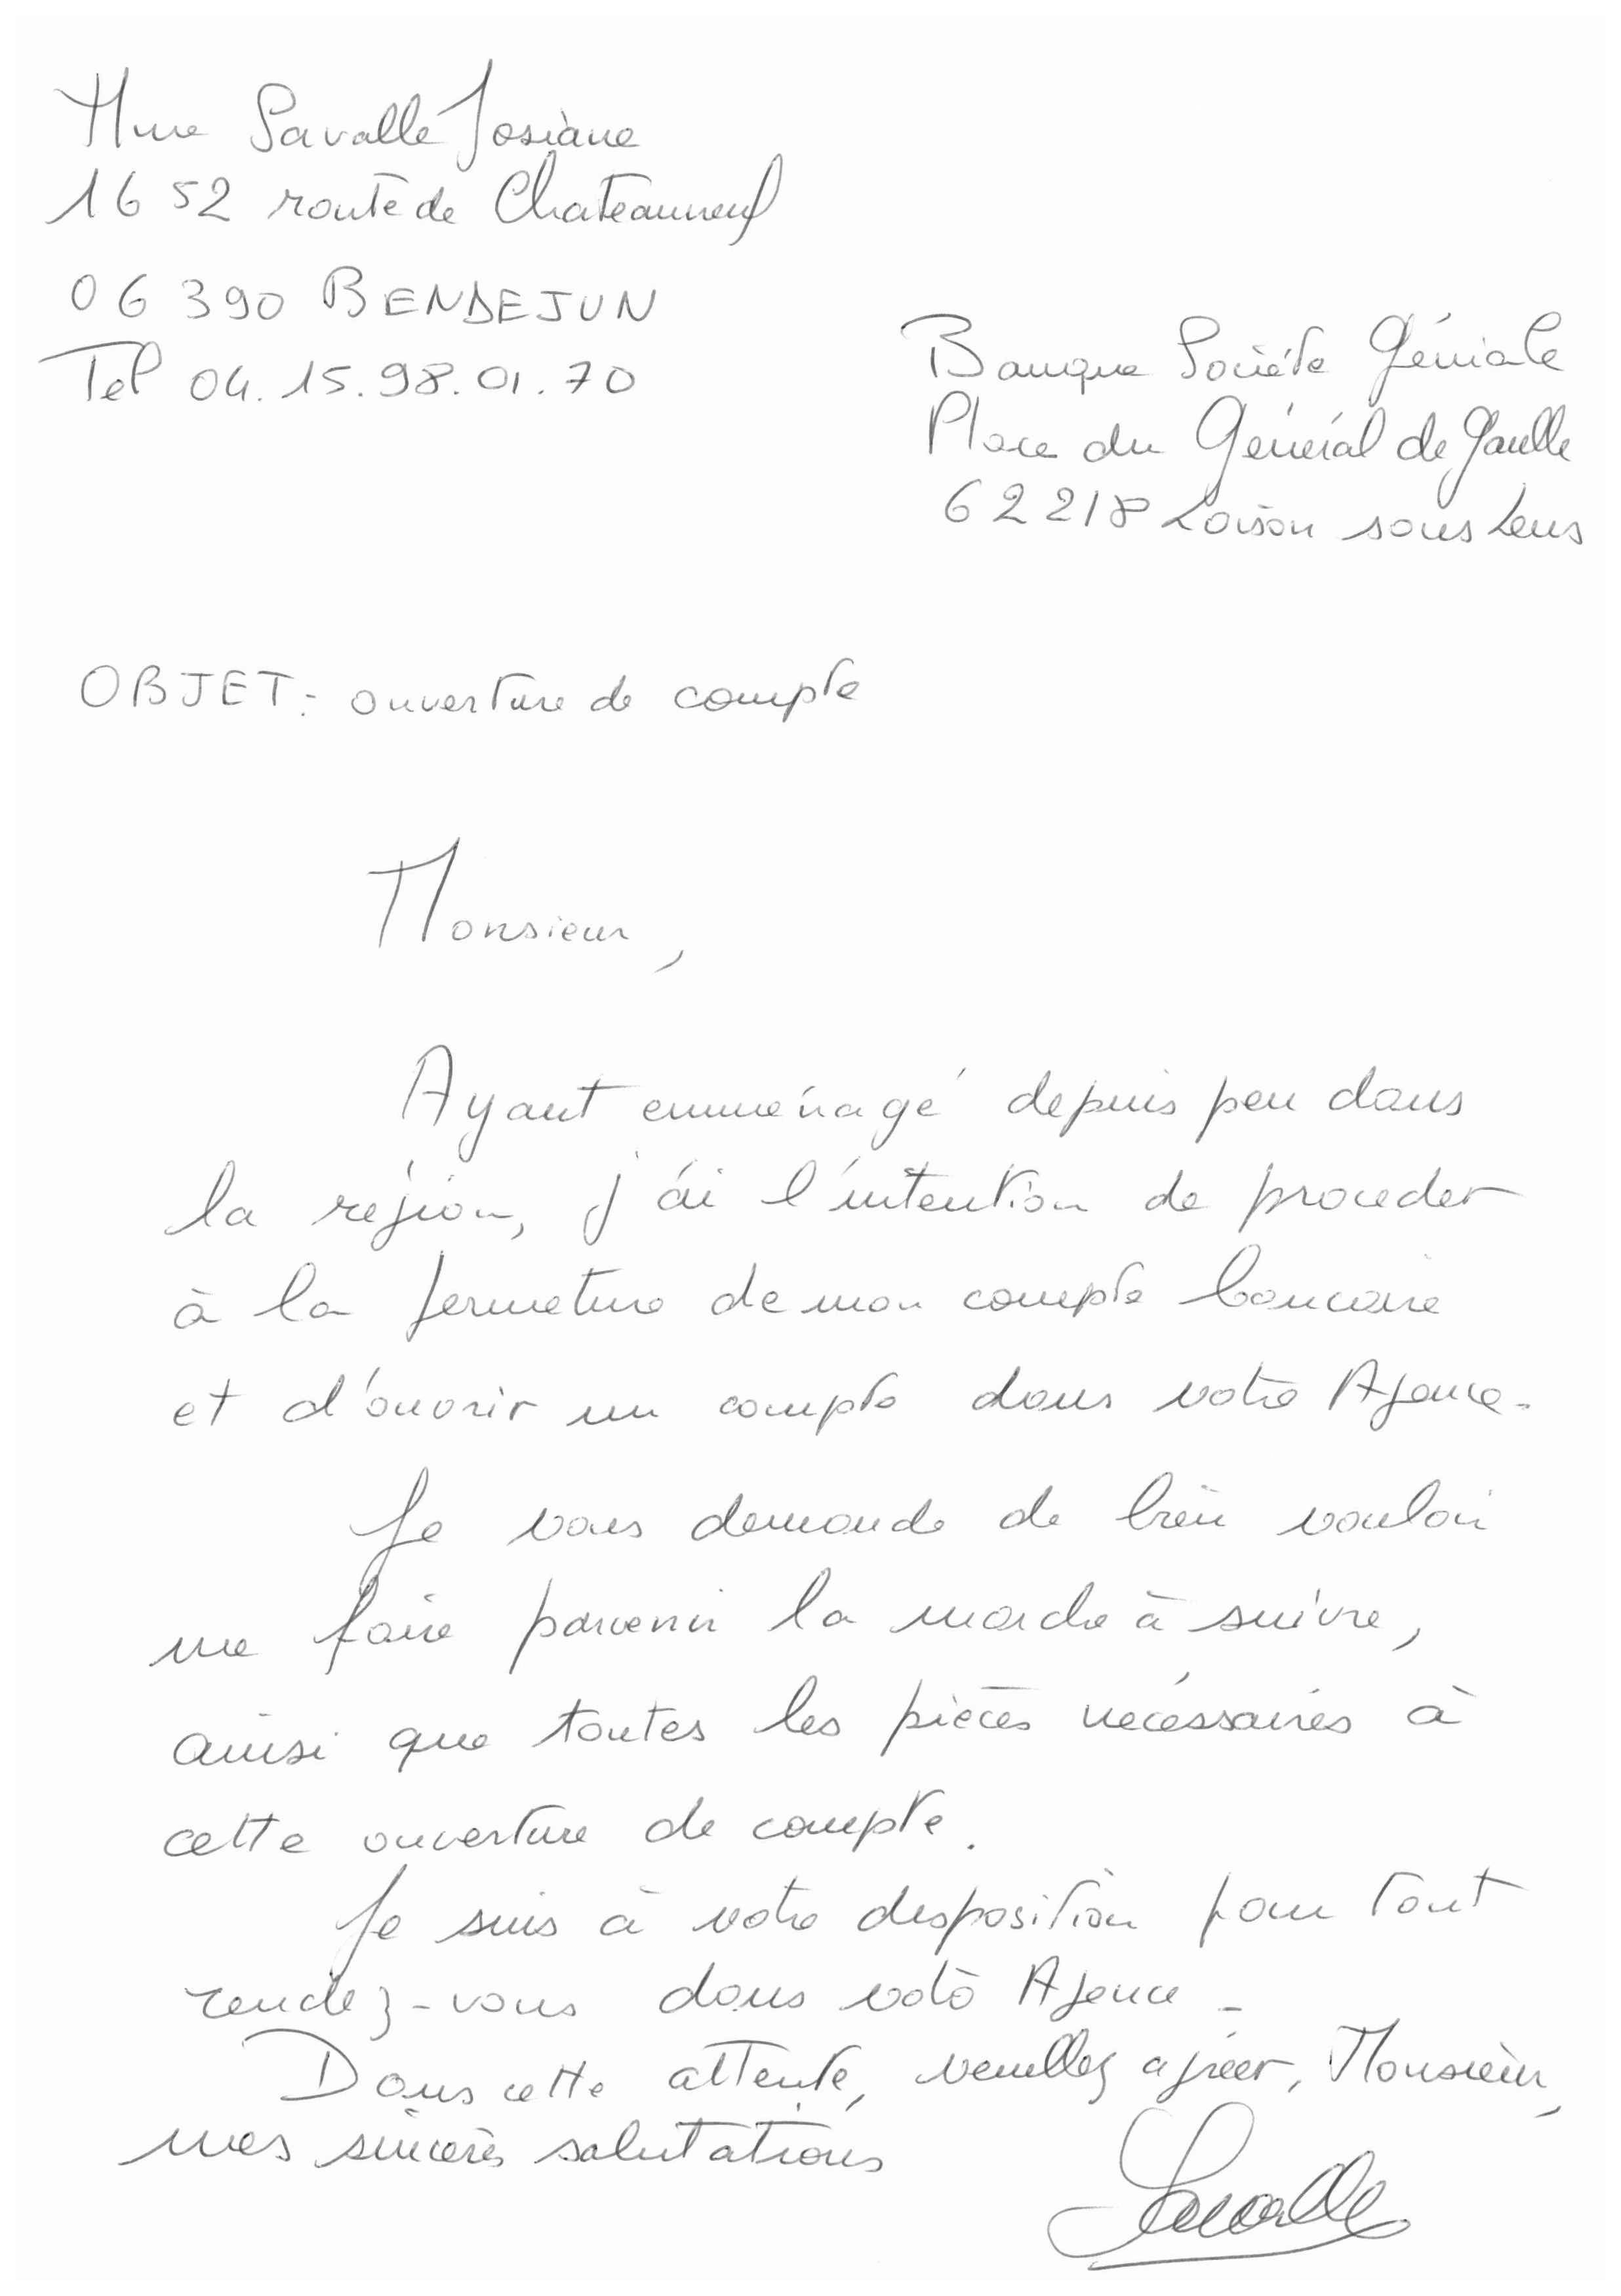 Mme Savalle Josiane
1652 route de Chateauneuf
06 390 BENDEJUN
Tel 04.15.98.01.70
Banque Société Géniale
Place du Général de Gaulle
62218 Loison sous Lens
OBJET : ouverture de compte
Monsieur,
Ayant emménagé depuis peu dans
la région, j'ai l'intention de proceder
à la fermeture de mon compte bancaire
et d'ouvrir un compte dans votre Agence.
Je vous demande de bien vouloir
me faire parvenir la marche à suivre,
ainsi que toutes les pièces nécessaires à
cette ouverture de compte.
Je suis à votre disposition pour tout
rendez-vous dans votre Agence.
Dans cette attente, veuillez agréer, Monsieur,
mes sincères salutations
Savalle